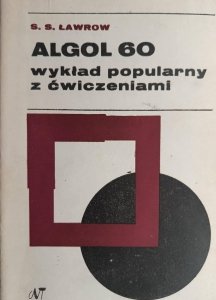 S. S. ŁAWROW
ALGOL 60
wykład popularny
z ćwiczeniami